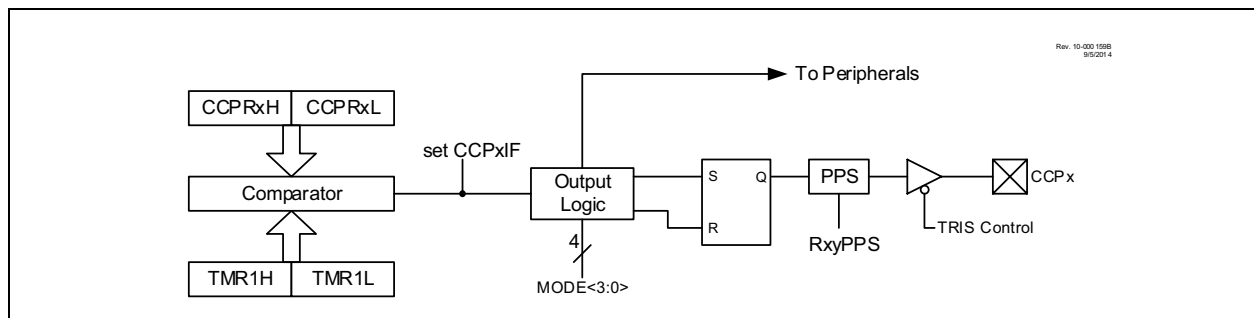 Rev. 10-000 159B
9/5/2014
To Peripherals
CCPRxH CCPRxL
set CCPxIF
Comparator
Output
Logic
S Q
R
PPS
CCPx
TRIS Control
RxyPPS
4
TMR1H TMR1L
MODE<3:0>